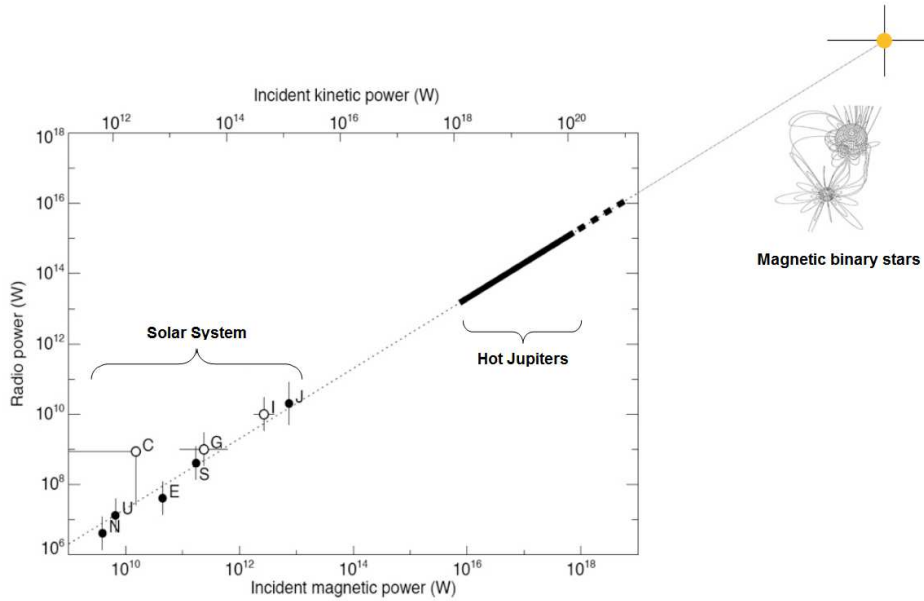 Incident kinetic power (W)
10^12 10^14 10^16 10^18 10^20
10^18
10^16
10^14
10^12
10^10
10^8
10^6
Radio power (W)
Magnetic binary stars
Hot Jupiters
Solar System
J
I
C
G
S
E
U
N
10^10 10^12 10^14 10^16 10^18
Incident magnetic power (W)